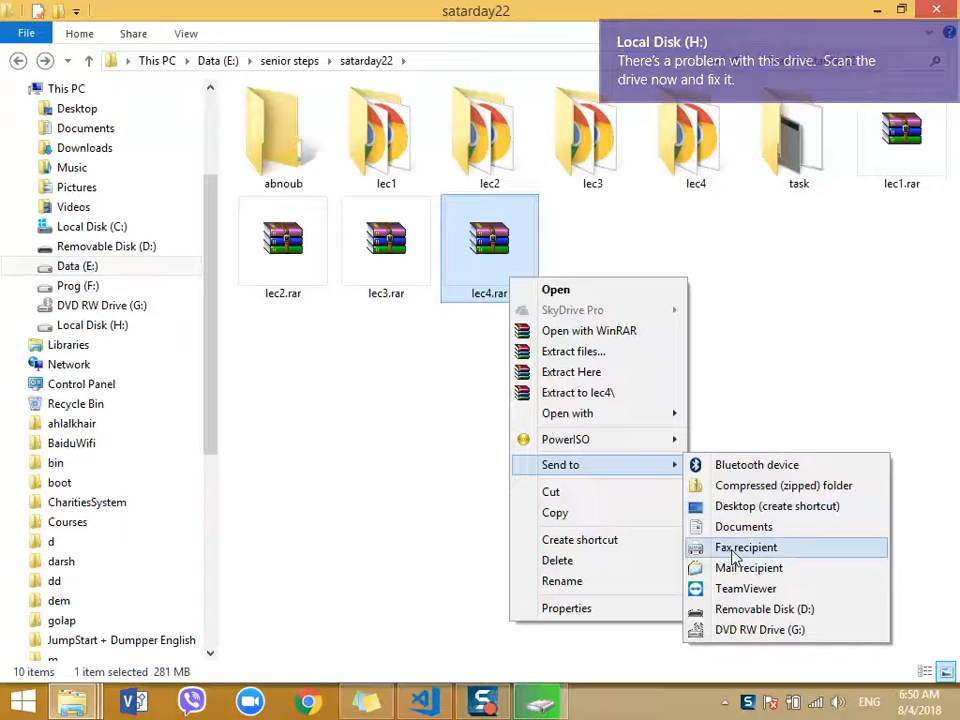 satarday22
File
Home
Share
View
This PC
Data (E:)
senior steps
satarday22
Local Disk (H:)
There's a problem with this drive. Scan the
drive now and fix it.
This PC
Desktop
Documents
Downloads
Music
Pictures
Videos
Local Disk (C:)
Removable Disk (D:)
Data (E:)
Prog (F:)
DVD RW Drive (G:)
Local Disk (H:)
Libraries
Network
Control Panel
Recycle Bin
ahlalkhair
BaiduWifi
bin
boot
CharitiesSystem
Courses
d
darsh
dd
dem
golap
JumpStart + Dumpper English
abnoub
lec1
lec2
lec3
lec4
task
lec1.rar
lec2.rar
lec3.rar
lec4.rar
Open
SkyDrive Pro
Open with WinRAR
Extract files...
Extract Here
Extract to lec4\
Open with
PowerISO
Send to
Cut
Copy
Create shortcut
Delete
Rename
Properties
Bluetooth device
Compressed (zipped) folder
Desktop (create shortcut)
Documents
Fax recipient
Mail recipient
TeamViewer
Removable Disk (D:)
DVD RW Drive (G:)
10 items
1 item selected 281 MB
ENG
6:50 AM
8/4/2018